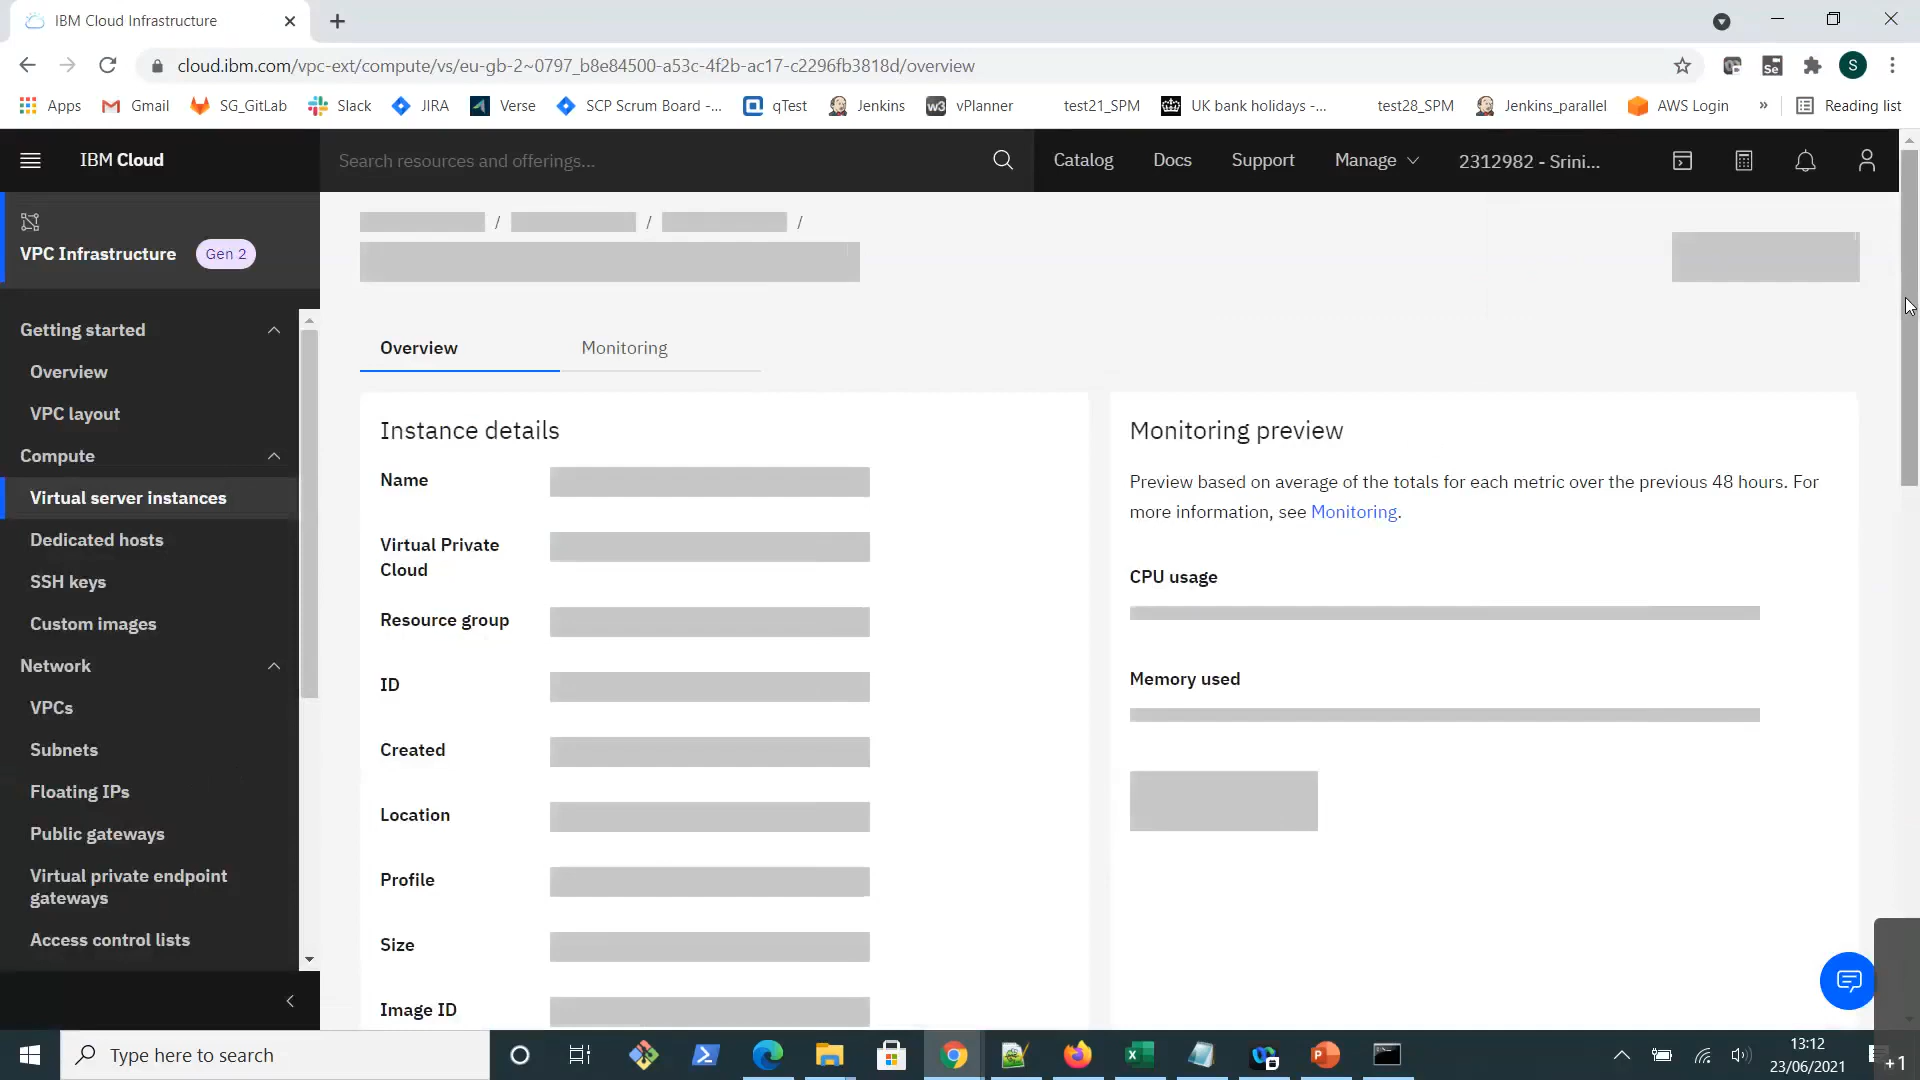 IBM Cloud Infrastructure
cloud.ibm.com/vpc-ext/compute/vs/eu-gb-2~0797_b8e84500-a53c-4f2b-ac17-c2296fb3818d/overview
Se
S
Apps
Gmail
SG_GitLab
Slack
JIRA
Verse
SCP Scrum Board -...
qTest
Jenkins
w3
vPlanner
test21_SPM
UK bank holidays -...
test28_SPM
Jenkins_parallel
AWS Login
»
Reading list
IBM Cloud
Search resources and offerings...
Catalog
Docs
Support
Manage
2312982 - Srini...
VPC Infrastructure
Gen 2
Getting started
Overview
VPC layout
Compute
Virtual server instances
Dedicated hosts
SSH keys
Custom images
Network
VPCs
Subnets
Floating IPs
Public gateways
Virtual private endpoint
gateways
Access control lists
/ / /
Overview
Monitoring
Instance details
Name
Virtual Private
Cloud
Resource group
ID
Created
Location
Profile
Size
Image ID
Monitoring preview
Preview based on average of the totals for each metric over the previous 48 hours. For
more information, see Monitoring.
CPU usage
Memory used
Type here to search
13:12
23/06/2021
+1